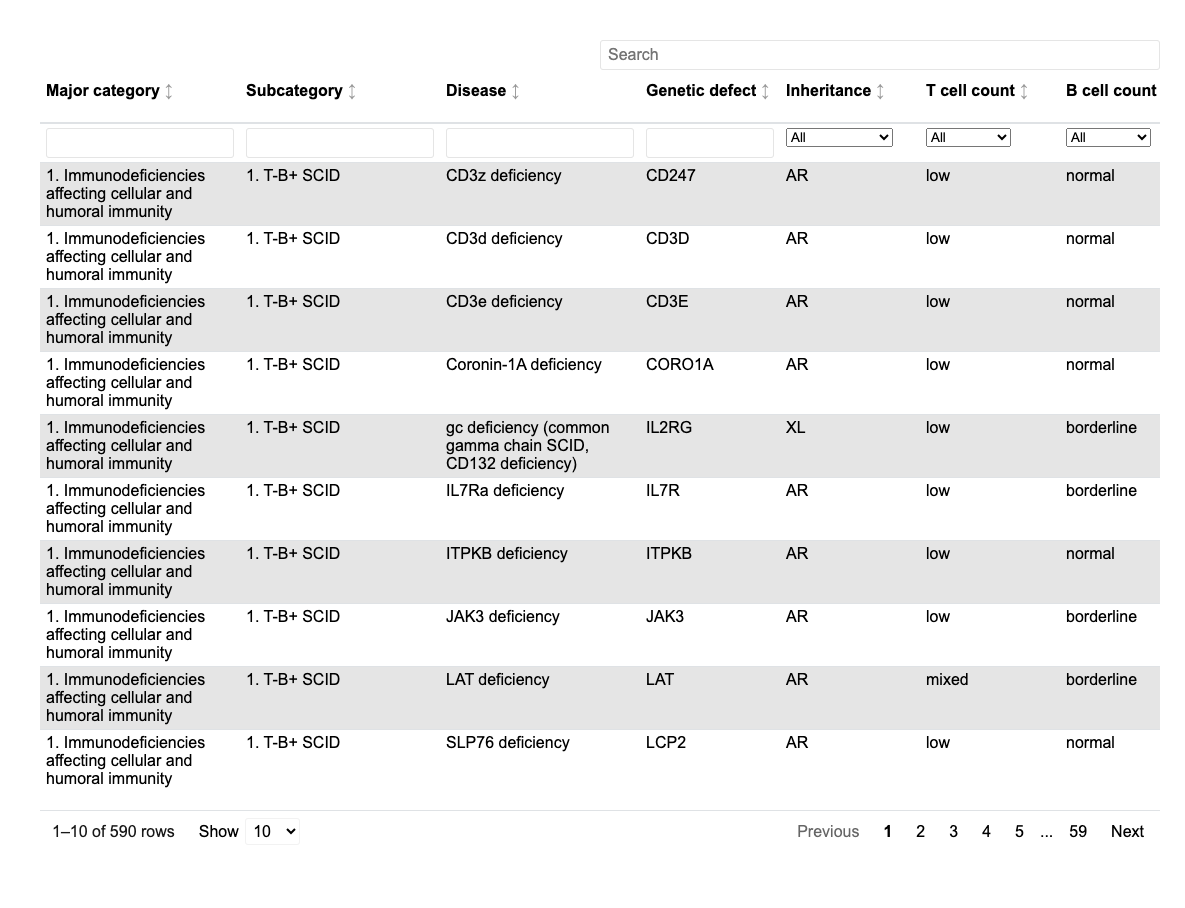 Search
Major category Subcategory Disease Genetic defect Inheritance T cell count B cell count
All All All
1. Immunodeficiencies affecting cellular and humoral immunity 1. T-B+ SCID CD3z deficiency CD247 AR low normal
1. Immunodeficiencies affecting cellular and humoral immunity 1. T-B+ SCID CD3d deficiency CD3D AR low normal
1. Immunodeficiencies affecting cellular and humoral immunity 1. T-B+ SCID CD3e deficiency CD3E AR low normal
1. Immunodeficiencies affecting cellular and humoral immunity 1. T-B+ SCID Coronin-1A deficiency CORO1A AR low normal
1. Immunodeficiencies affecting cellular and humoral immunity 1. T-B+ SCID gc deficiency (common gamma chain SCID, CD132 deficiency) IL2RG XL low borderline
1. Immunodeficiencies affecting cellular and humoral immunity 1. T-B+ SCID IL7Ra deficiency IL7R AR low borderline
1. Immunodeficiencies affecting cellular and humoral immunity 1. T-B+ SCID ITPKB deficiency ITPKB AR low normal
1. Immunodeficiencies affecting cellular and humoral immunity 1. T-B+ SCID JAK3 deficiency JAK3 AR low borderline
1. Immunodeficiencies affecting cellular and humoral immunity 1. T-B+ SCID LAT deficiency LAT AR mixed borderline
1. Immunodeficiencies affecting cellular and humoral immunity 1. T-B+ SCID SLP76 deficiency LCP2 AR low normal
1–10 of 590 rows Show 10 Previous 1 2 3 4 5 ... 59 Next